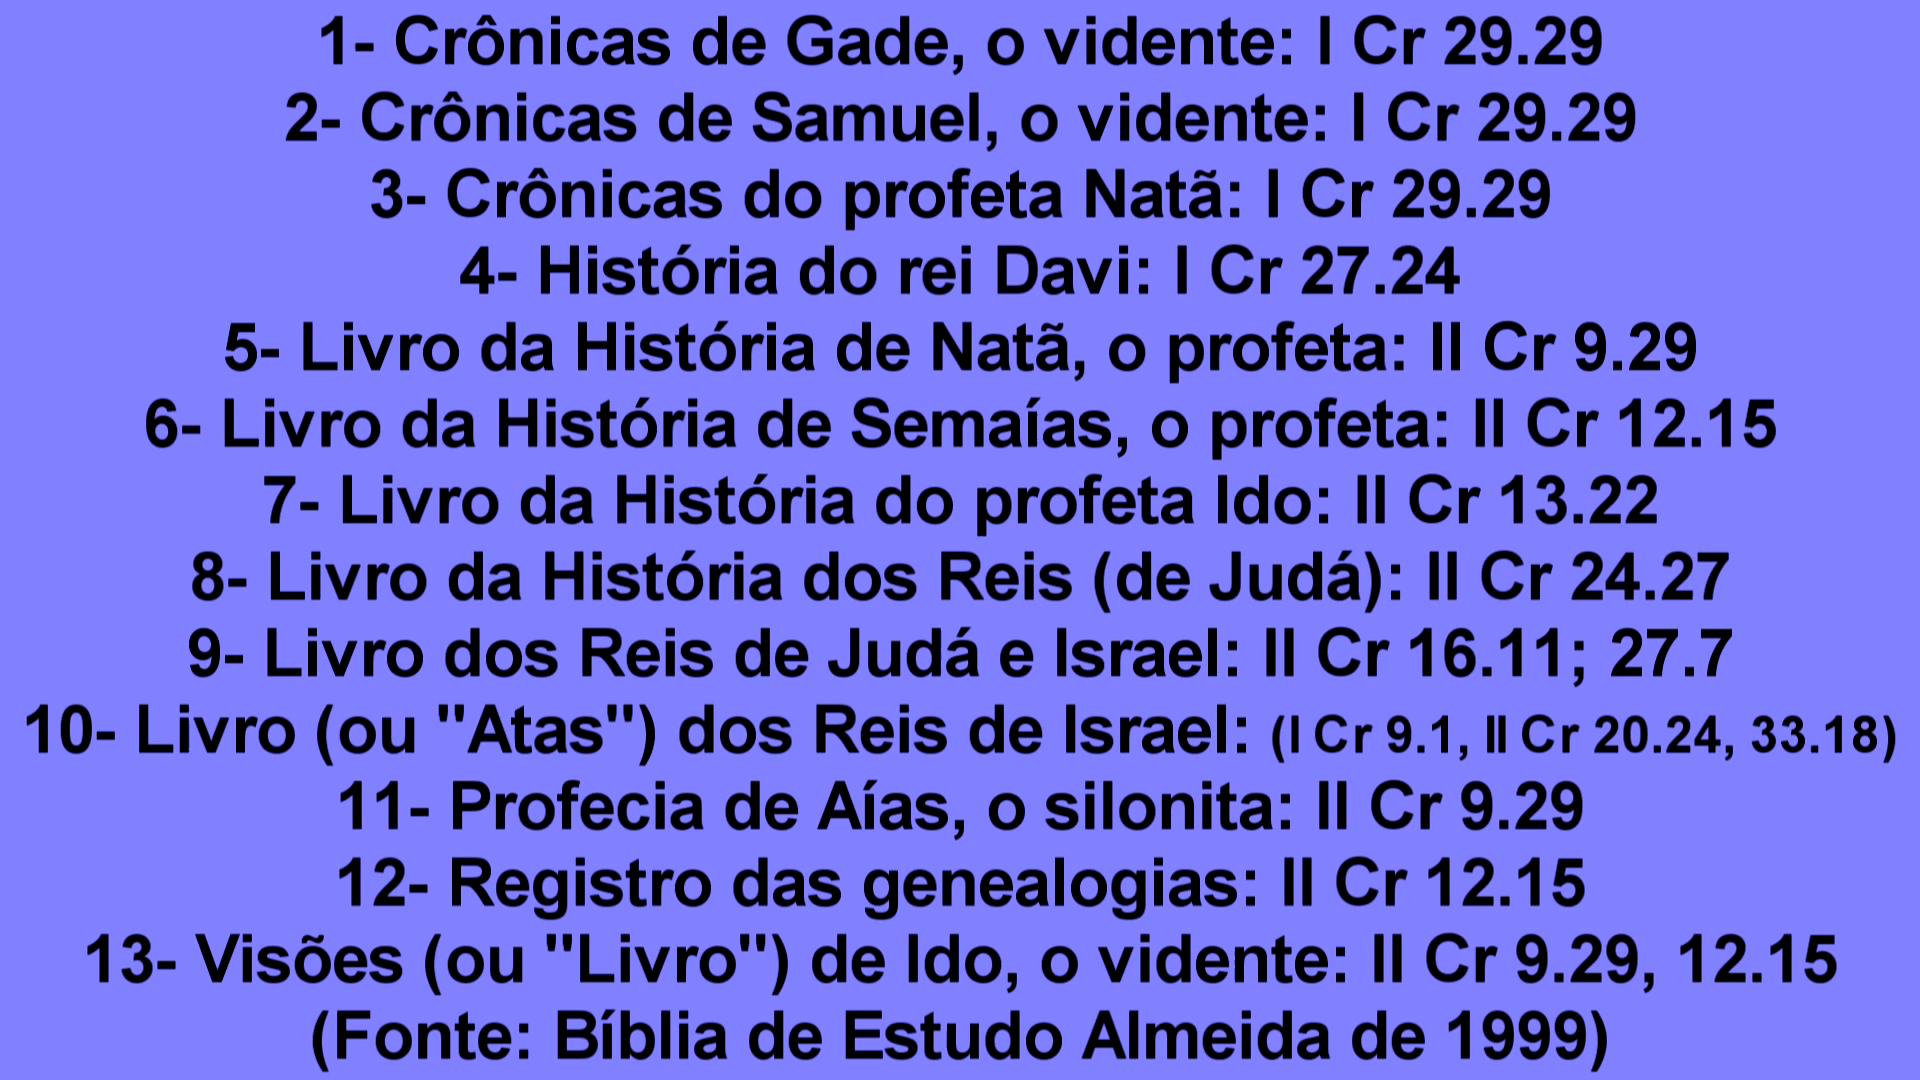 1- Crônicas de Gade, o vidente: I Cr 29.29
2- Crônicas de Samuel, o vidente: I Cr 29.29
3- Crônicas do profeta Natã: I Cr 29.29
4- História do rei Davi: I Cr 27.24
5- Livro da História de Natã, o profeta: II Cr 9.29
6- Livro da História de Semaías, o profeta: II Cr 12.15
7- Livro da História do profeta Ido: II Cr 13.22
8- Livro da História dos Reis (de Judá): II Cr 24.27
9- Livro dos Reis de Judá e Israel: II Cr 16.11; 27.7
10- Livro (ou "Atas") dos Reis de Israel: (I Cr 9.1, II Cr 20.24, 33.18)
11- Profecia de Aías, o silonita: II Cr 9.29
12- Registro das genealogias: II Cr 12.15
13- Visões (ou "Livro") de Ido, o vidente: II Cr 9.29, 12.15
(Fonte: Bíblia de Estudo Almeida de 1999)